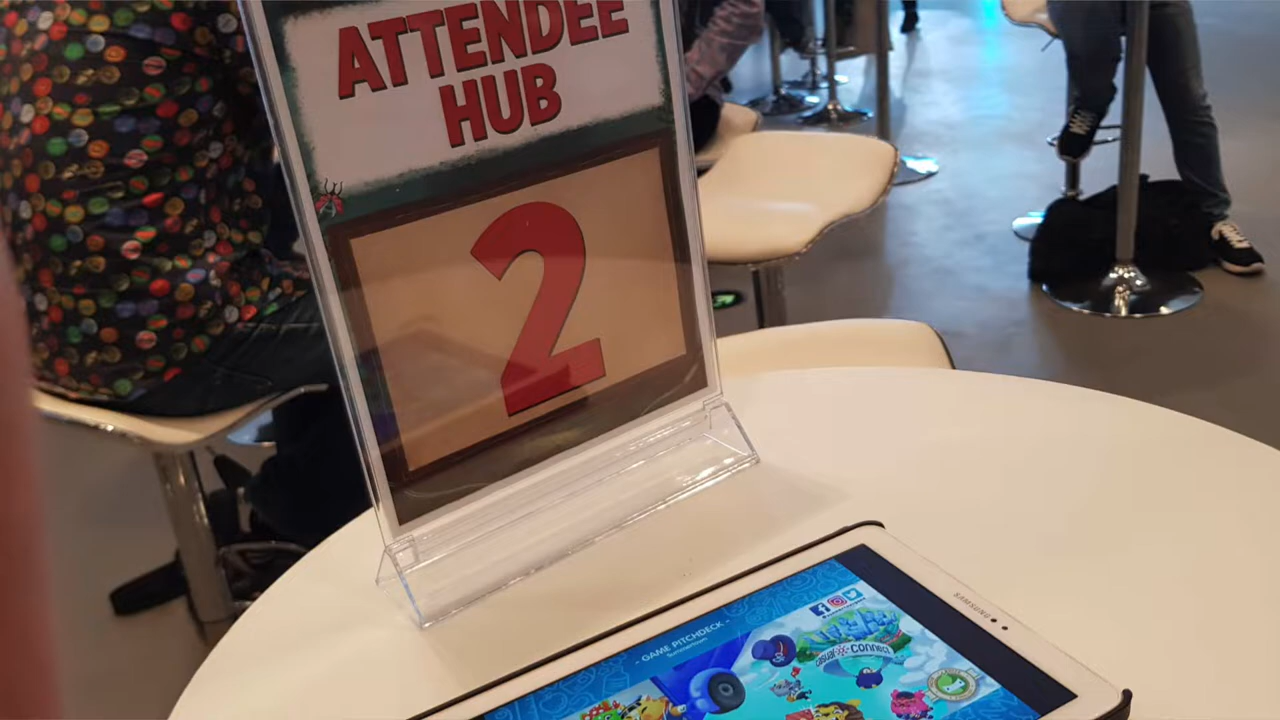 ATTENDEE
HUB
2
SAMSUNG
- GAME PITCHDECK -
casual connect